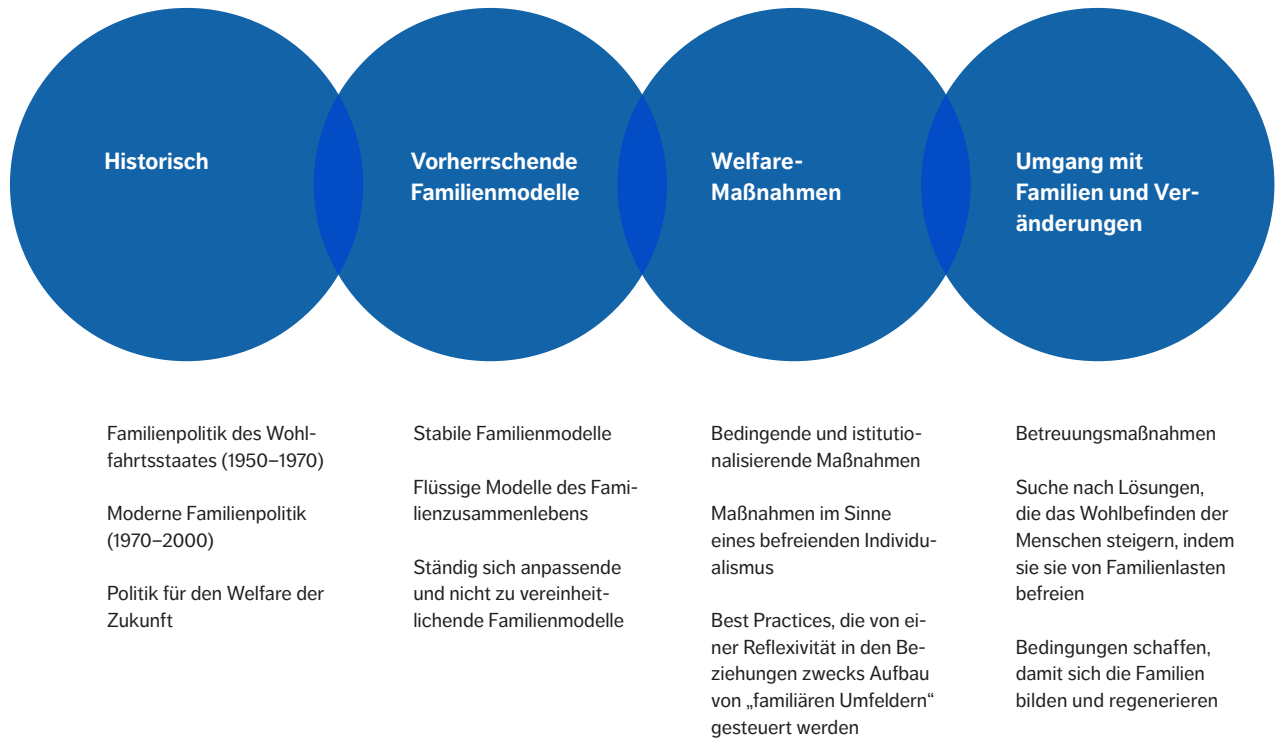 Historisch
Vorherrschende
Familienmodelle
Welfare-
Maßnahmen
Umgang mit
Familien und Ver-
änderungen
Familienpolitik des Wohl-
fahrtsstaates (1950–1970)
Moderne Familienpolitik
(1970–2000)
Politik für den Welfare der
Zukunft
Stabile Familienmodelle
Flüssige Modelle des Fami-
lienzusammenlebens
Ständig sich anpassende
und nicht zu vereinheit-
lichende Familienmodelle
Bedingende und istitutio-
nalisierende Maßnahmen
Maßnahmen im Sinne
eines befreienden Individu-
alismus
Best Practices, die von ei-
ner Reflexivität in den Be-
ziehungen zwecks Aufbau
von „familiären Umfeldern“
gesteuert werden
Betreuungsmaßnahmen
Suche nach Lösungen,
die das Wohlbefinden der
Menschen steigern, indem
sie sie von Familienlasten
befreien
Bedingungen schaffen,
damit sich die Familien
bilden und regenerieren